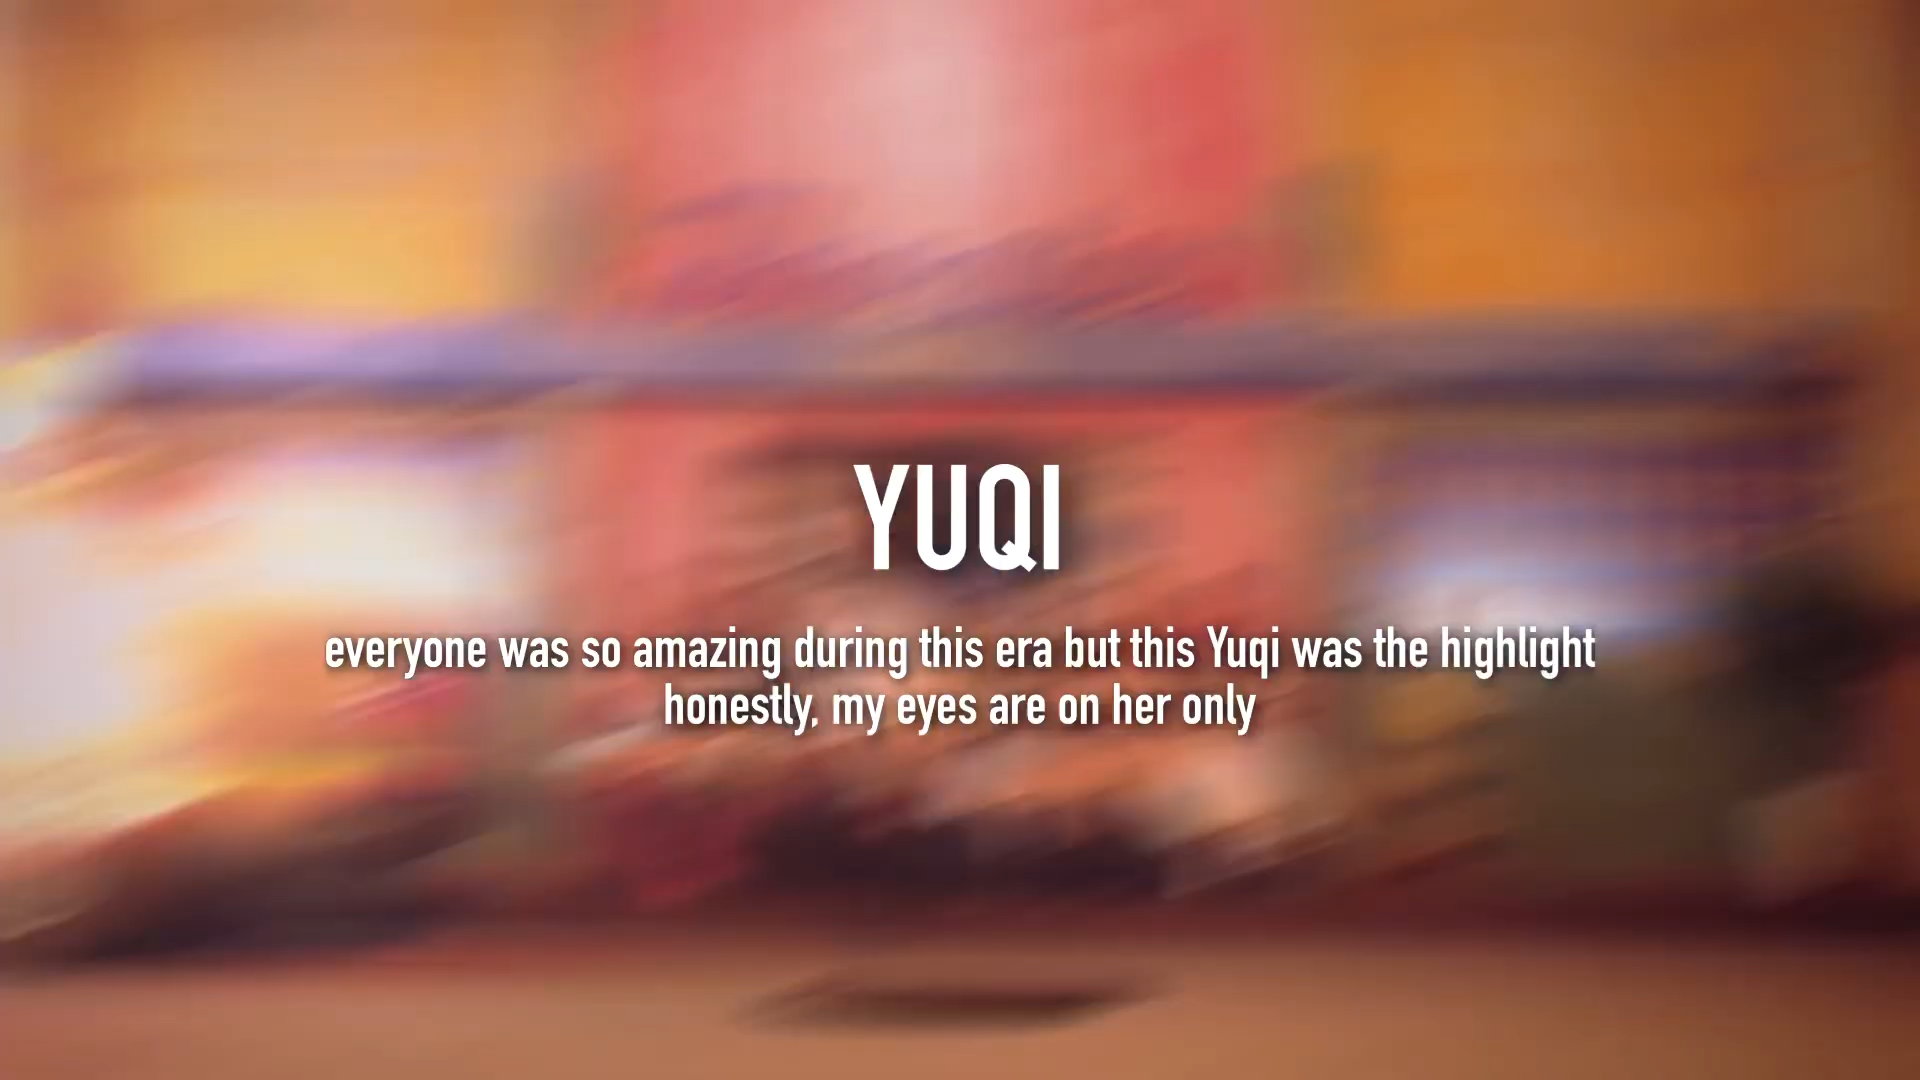 YUQI
everyone was so amazing during this era but this Yuqi was the highlight
honestly, my eyes are on her only